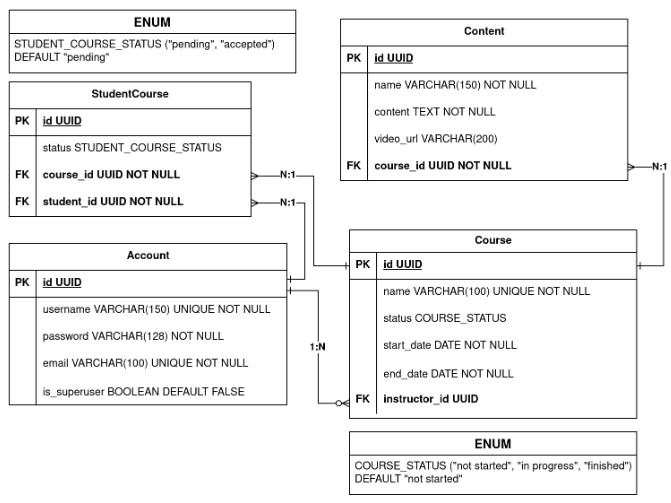 ENUM
STUDENT_COURSE_STATUS ("pending", "accepted")
DEFAULT "pending"
StudentCourse
PK id UUID
status STUDENT_COURSE_STATUS
FK course_id UUID NOT NULL
FK student_id UUID NOT NULL
N:1
N:1
Content
PK id UUID
name VARCHAR(150) NOT NULL
content TEXT NOT NULL
video_url VARCHAR(200)
FK course_id UUID NOT NULL
N:1
Account
PK id UUID
username VARCHAR(150) UNIQUE NOT NULL
password VARCHAR(128) NOT NULL
email VARCHAR(100) UNIQUE NOT NULL
is_superuser BOOLEAN DEFAULT FALSE
1:N
Course
PK id UUID
name VARCHAR(100) UNIQUE NOT NULL
status COURSE_STATUS
start_date DATE NOT NULL
end_date DATE NOT NULL
FK instructor_id UUID
ENUM
COURSE_STATUS ("not started", "in progress", "finished")
DEFAULT "not started"